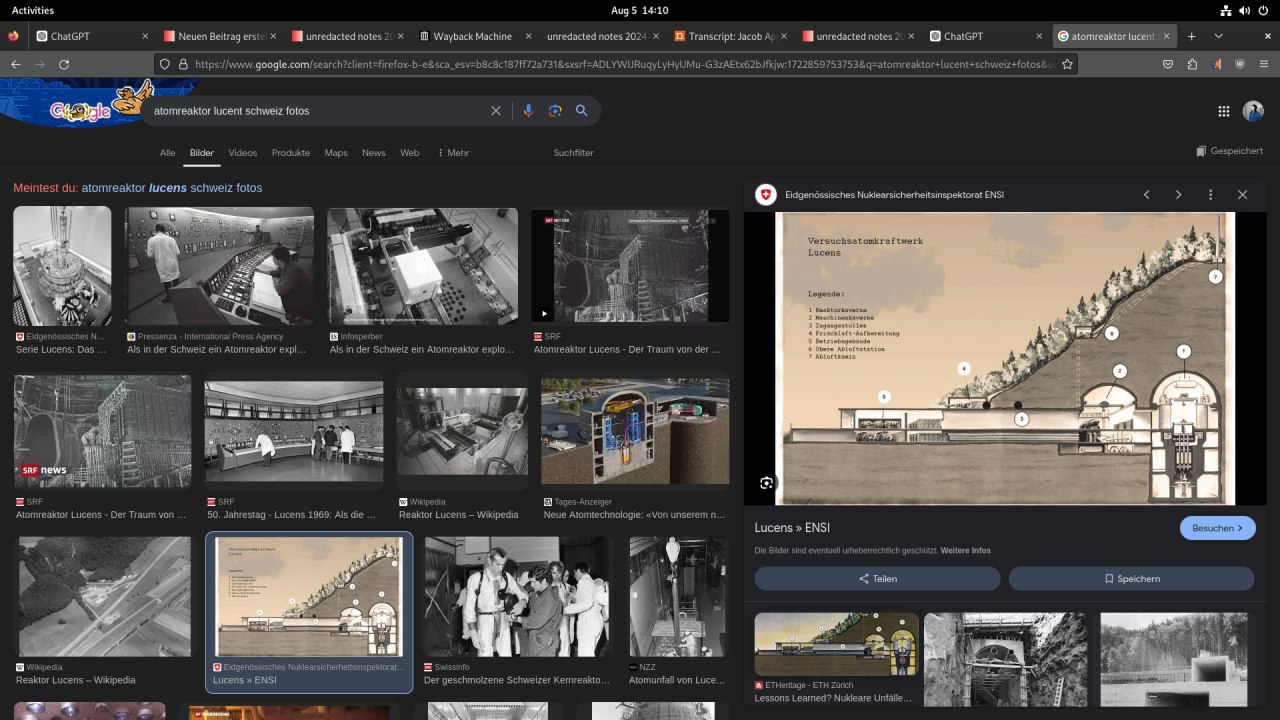 Activities
Aug 5 14:10
ChatGPT
Neuen Beitrag erste
unredacted notes 20
Wayback Machine
unredacted notes 2024-
Transcript: Jacob Ap
unredacted notes 20
ChatGPT
atomreaktor lucent s
https://www.google.com/search?client=firefox-b-e&sca_esv=b8c8c187ff72a731&sxsrf=ADLYWIJRuqyLyHyUMu-G3zAEtx62bJfkjw:1722859753753&q=atomreaktor+lucent+schweiz+fotos&u
atomreaktor lucent schweiz fotos
Alle
Bilder
Videos
Produkte
Maps
News
Web
Mehr
Suchfilter
Gespeichert
Meintest du: atomreaktor lucens schweiz fotos
Eidgenössisches N...
Serie Lucens: Das ...
Pressenza - International Press Agency
Als in der Schweiz ein Atomreaktor expl...
Infosperber
Als in der Schweiz ein Atomreaktor explo...
SRF
Atomreaktor Lucens - Der Traum von der ...
SRF news
SRF
Atomreaktor Lucens - Der Traum von ...
SRF
50. Jahrestag - Lucens 1969: Als die ...
Wikipedia
Reaktor Lucens – Wikipedia
Tages-Anzeiger
Neue Atomtechnologie: «Von unserem n...
Wikipedia
Reaktor Lucens – Wikipedia
Eidgenössisches Nuklearsicherheitsinspektorat...
Lucens » ENSI
Swissinfo
Der geschmolzene Schweizer Kernreakto...
NZZ
Atomunfall von Luce...
Eidgenössisches Nuklearsicherheitsinspektorat ENSI
Versuchsatomkraftwerk
Lucens
Legende:
1 Reaktorkaverne
2 Maschinenkaverne
3 Zugangsstollen
4 Frischluft-Aufbereitung
5 Betriebsgebäude
6 Obere Abluftstation
7 Abluftkamin
7
6
1
2
4
5
3
Lucens » ENSI
Besuchen
Die Bilder sind eventuell urheberrechtlich geschützt. Weitere Infos
Teilen
Speichern
ETHeritage - ETH Zürich
Lessons Learned? Nukleare Unfälle...